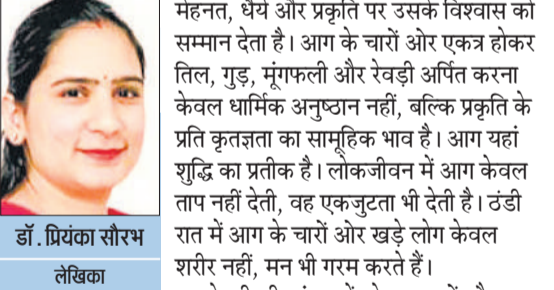 मेहनत, धैर्य और प्रकृति पर उसके विश्वास को
सम्मान देता है। आग के चारों ओर एकत्र होकर
तिल, गुड़, मूंगफली और रेवड़ी अर्पित करना
केवल धार्मिक अनुष्ठान नहीं, बल्कि प्रकृति के
प्रति कृतज्ञता का सामूहिक भाव है। आग यहां
शुद्धि का प्रतीक है। लोकजीवन में आग केवल
ताप नहीं देती, वह एकजुटता भी देती है। ठंडी
रात में आग के चारों ओर खड़े लोग केवल
शरीर नहीं, मन भी गरम करते हैं।
डॉ.प्रियंका सौरभ
लेखिका